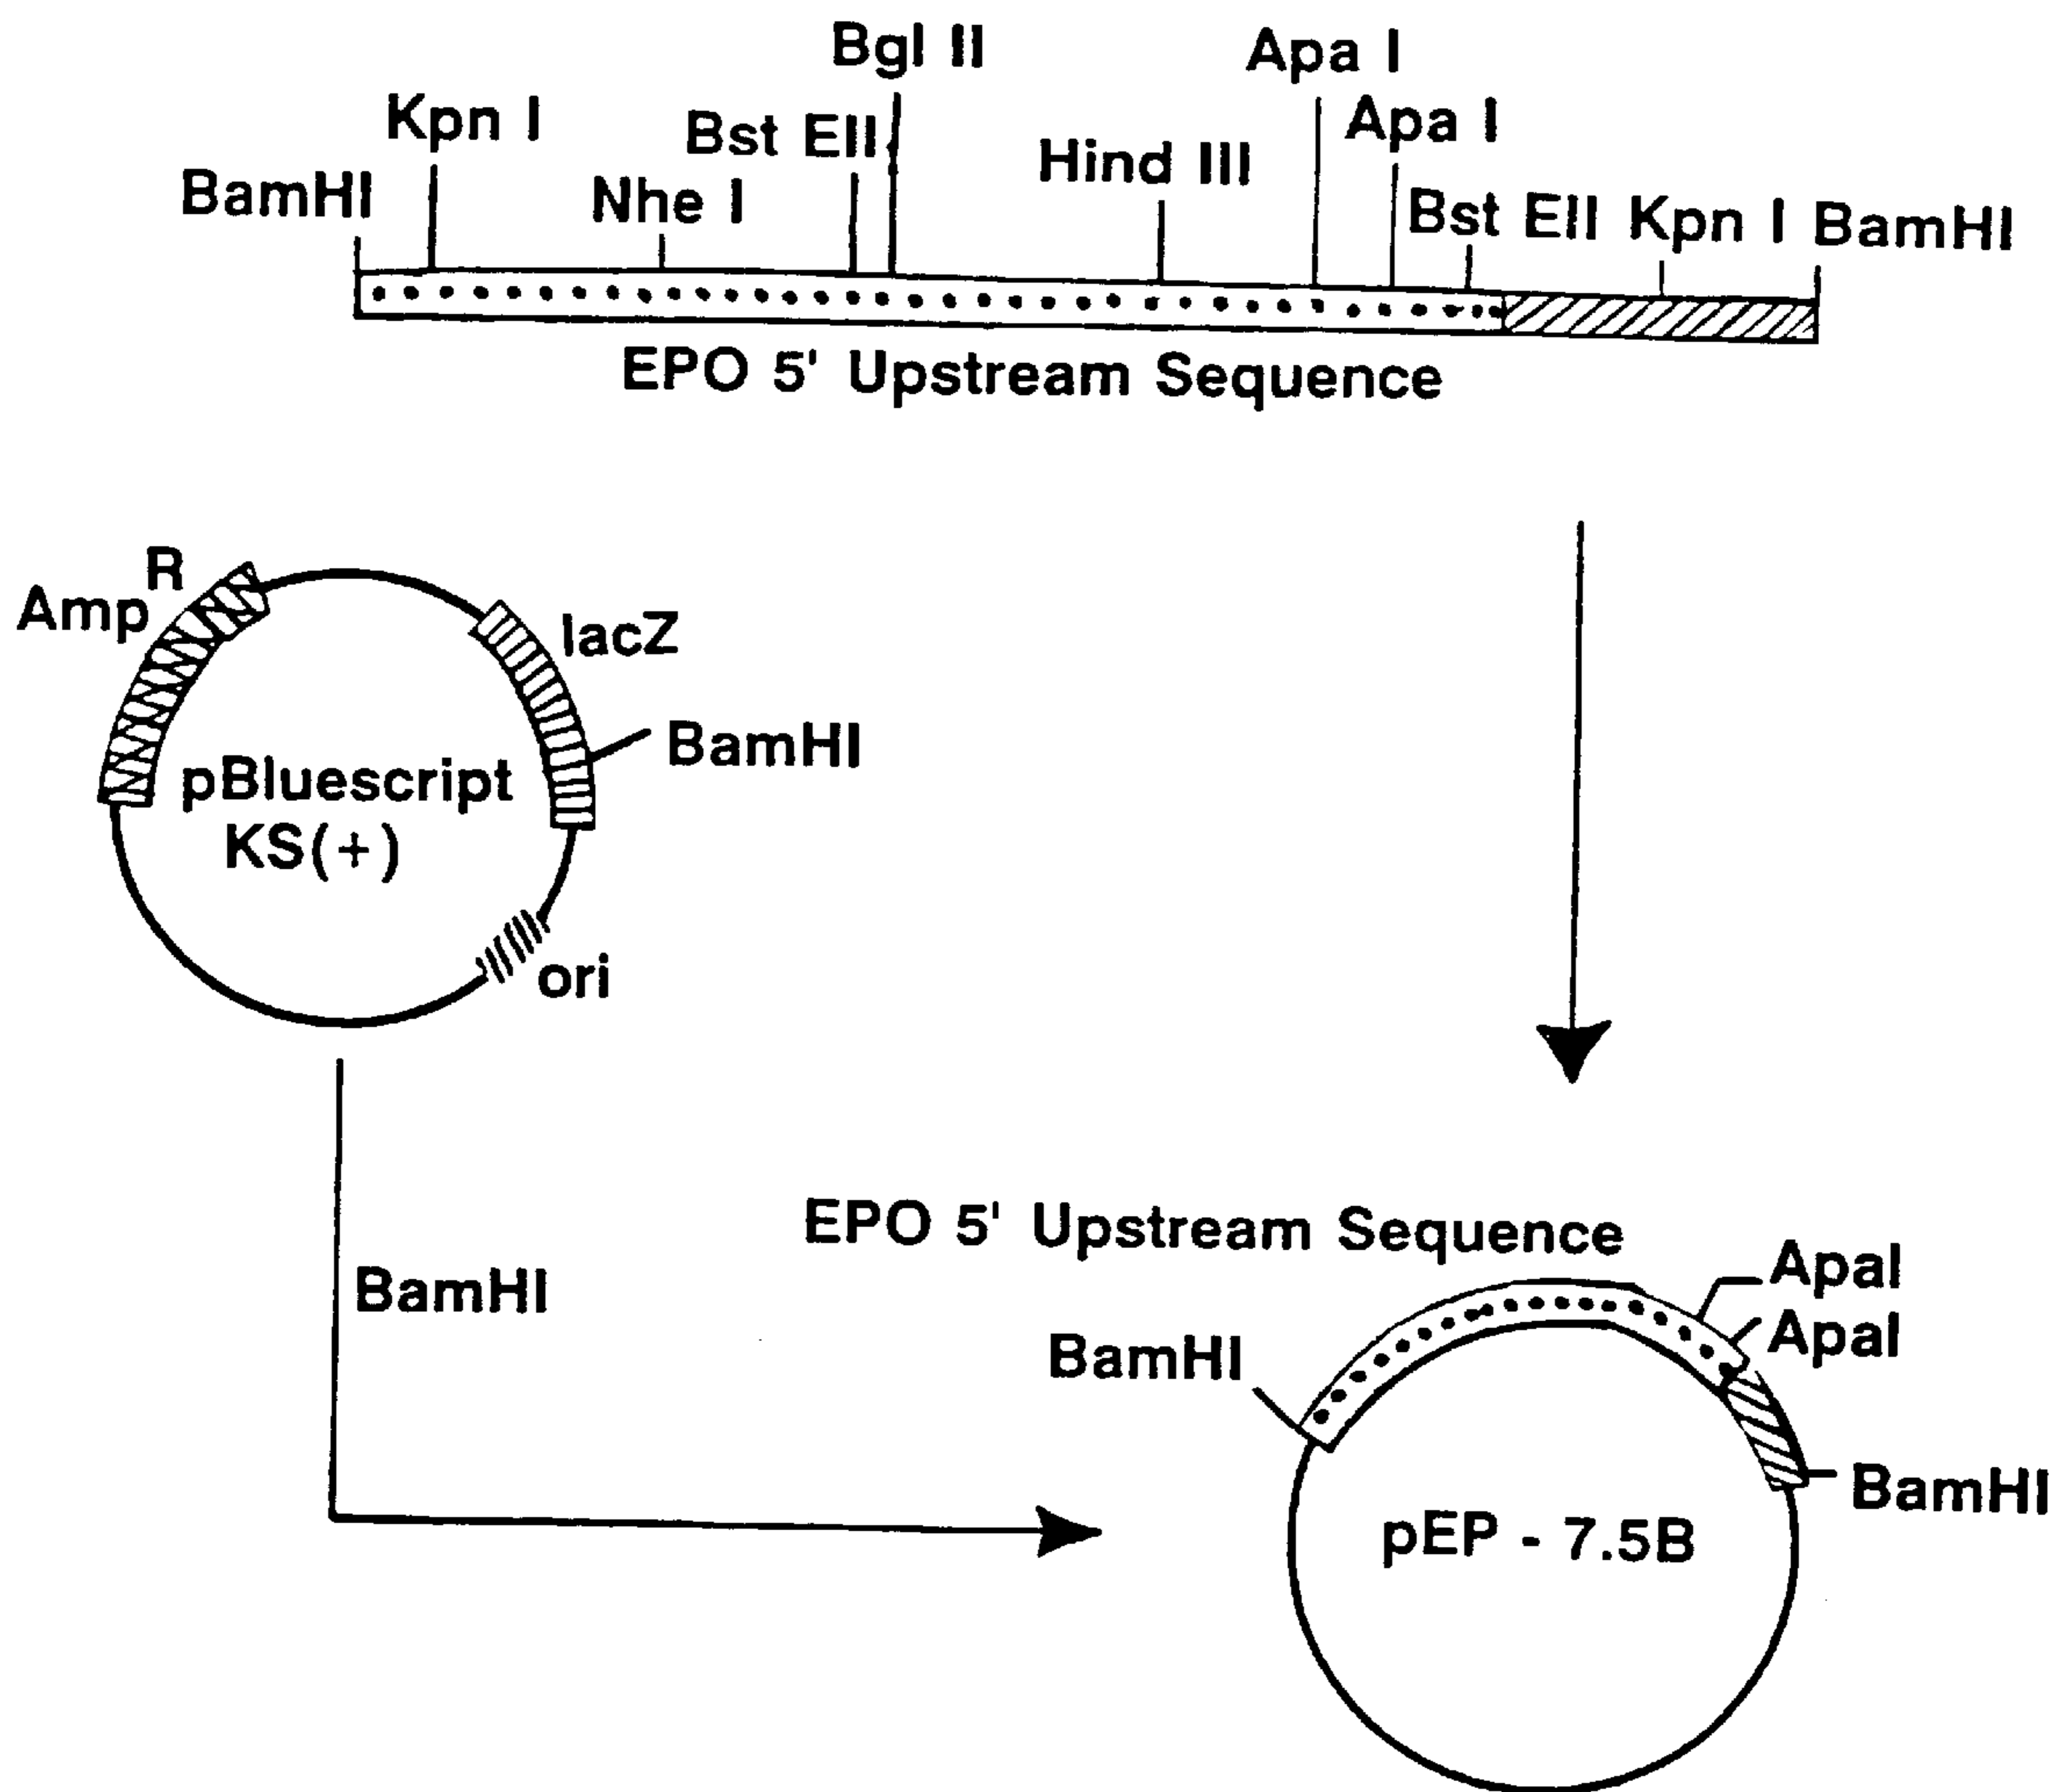 Bgl II
Apa I
Kpn I
Apa I
Bst EII
Hind III
BamHI
Nhe I
Bst EII
Kpn I
BamHI
EPO 5' Upstream Sequence
Amp R
lacZ
BamHI
pBluescript
KS(+)
ori
EPO 5' Upstream Sequence
ApaI
BamHI
ApaI
BamHI
BamHI
pEP - 7.5B